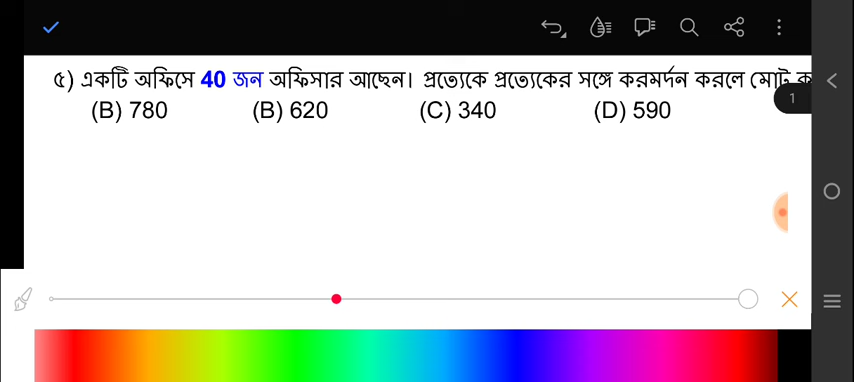 ৫) একটি অফিসে 40 জন অফিসার আছেন। প্রত্যেকে প্রত্যেকের সঙ্গে করমর্দন করলে মোট
(B) 780 (B) 620 (C) 340 (D) 590
1